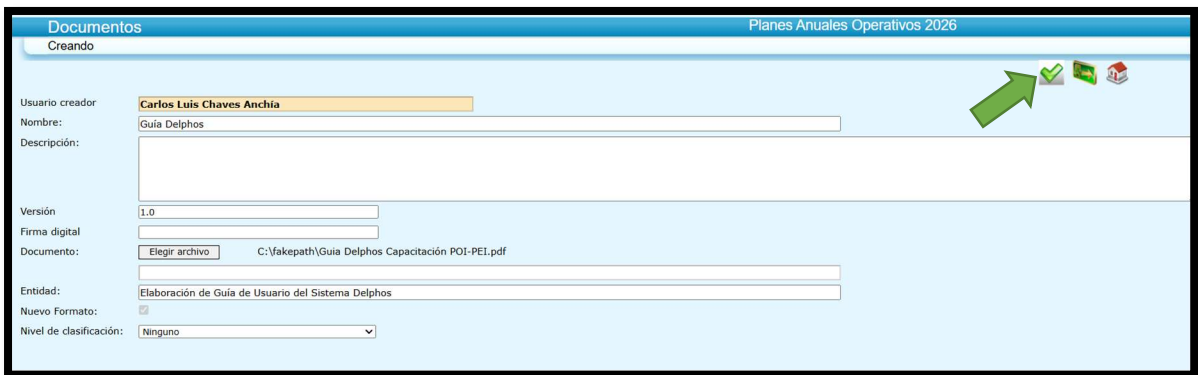 Documentos Planes Anuales Operativos 2026
Creando
Usuario creador Carlos Luis Chaves Anchía
Nombre: Guía Delphos
Descripción:
Versión 1.0
Firma digital
Documento: Elegir archivo C:\fakepath\Guia Delphos Capacitación POI-PEI.pdf
Entidad: Elaboración de Guía de Usuario del Sistema Delphos
Nuevo Formato:
Nivel de clasificación: Ninguno